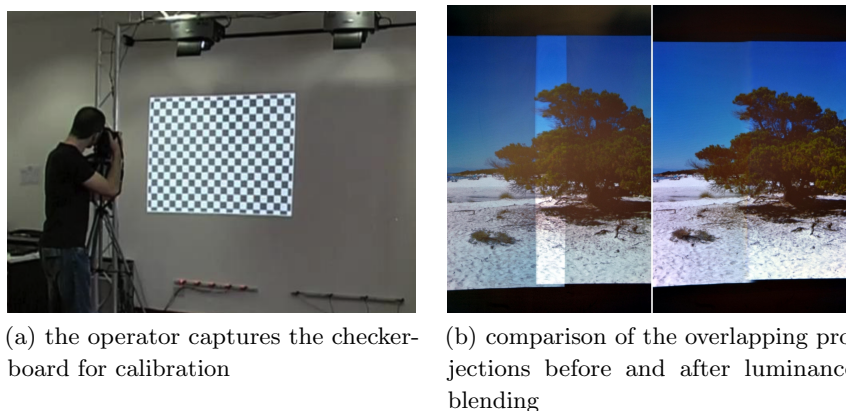 (a) the operator captures the checker-
board for calibration
(b) comparison of the overlapping pro
jections before and after luminance
blending